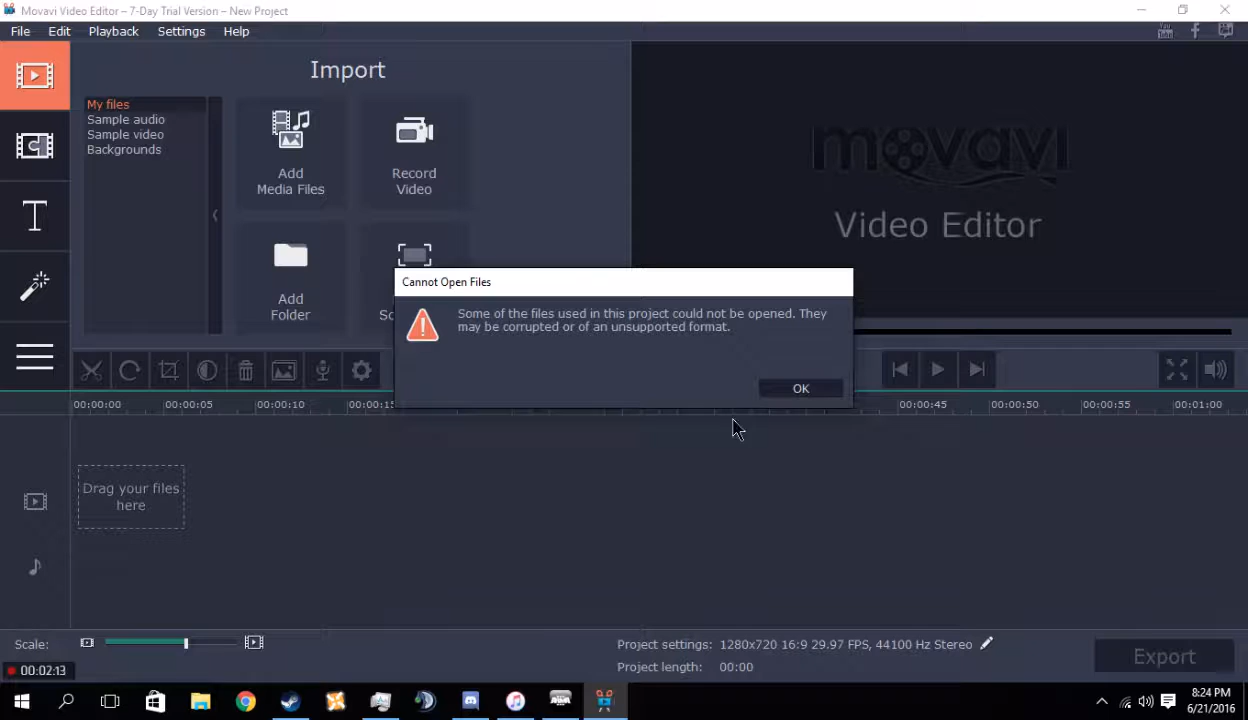 Movavi Video Editor – 7-Day Trial Version – New Project
File Edit Playback Settings Help
Import
My files
Sample audio
Sample video
Backgrounds
Add
Media Files
Record
Video
Add
Folder
Sc
movavi
Video Editor
Cannot Open Files
Some of the files used in this project could not be opened. They
may be corrupted or of an unsupported format.
OK
00:00:00 00:00:05 00:00:10 00:00:15 00:00:45 00:00:50 00:00:55 00:01:00
Drag your files
here
Scale:
Project settings: 1280x720 16:9 29.97 FPS, 44100 Hz Stereo
Project length: 00:00
Export
00:02:13
8:24 PM
6/21/2016